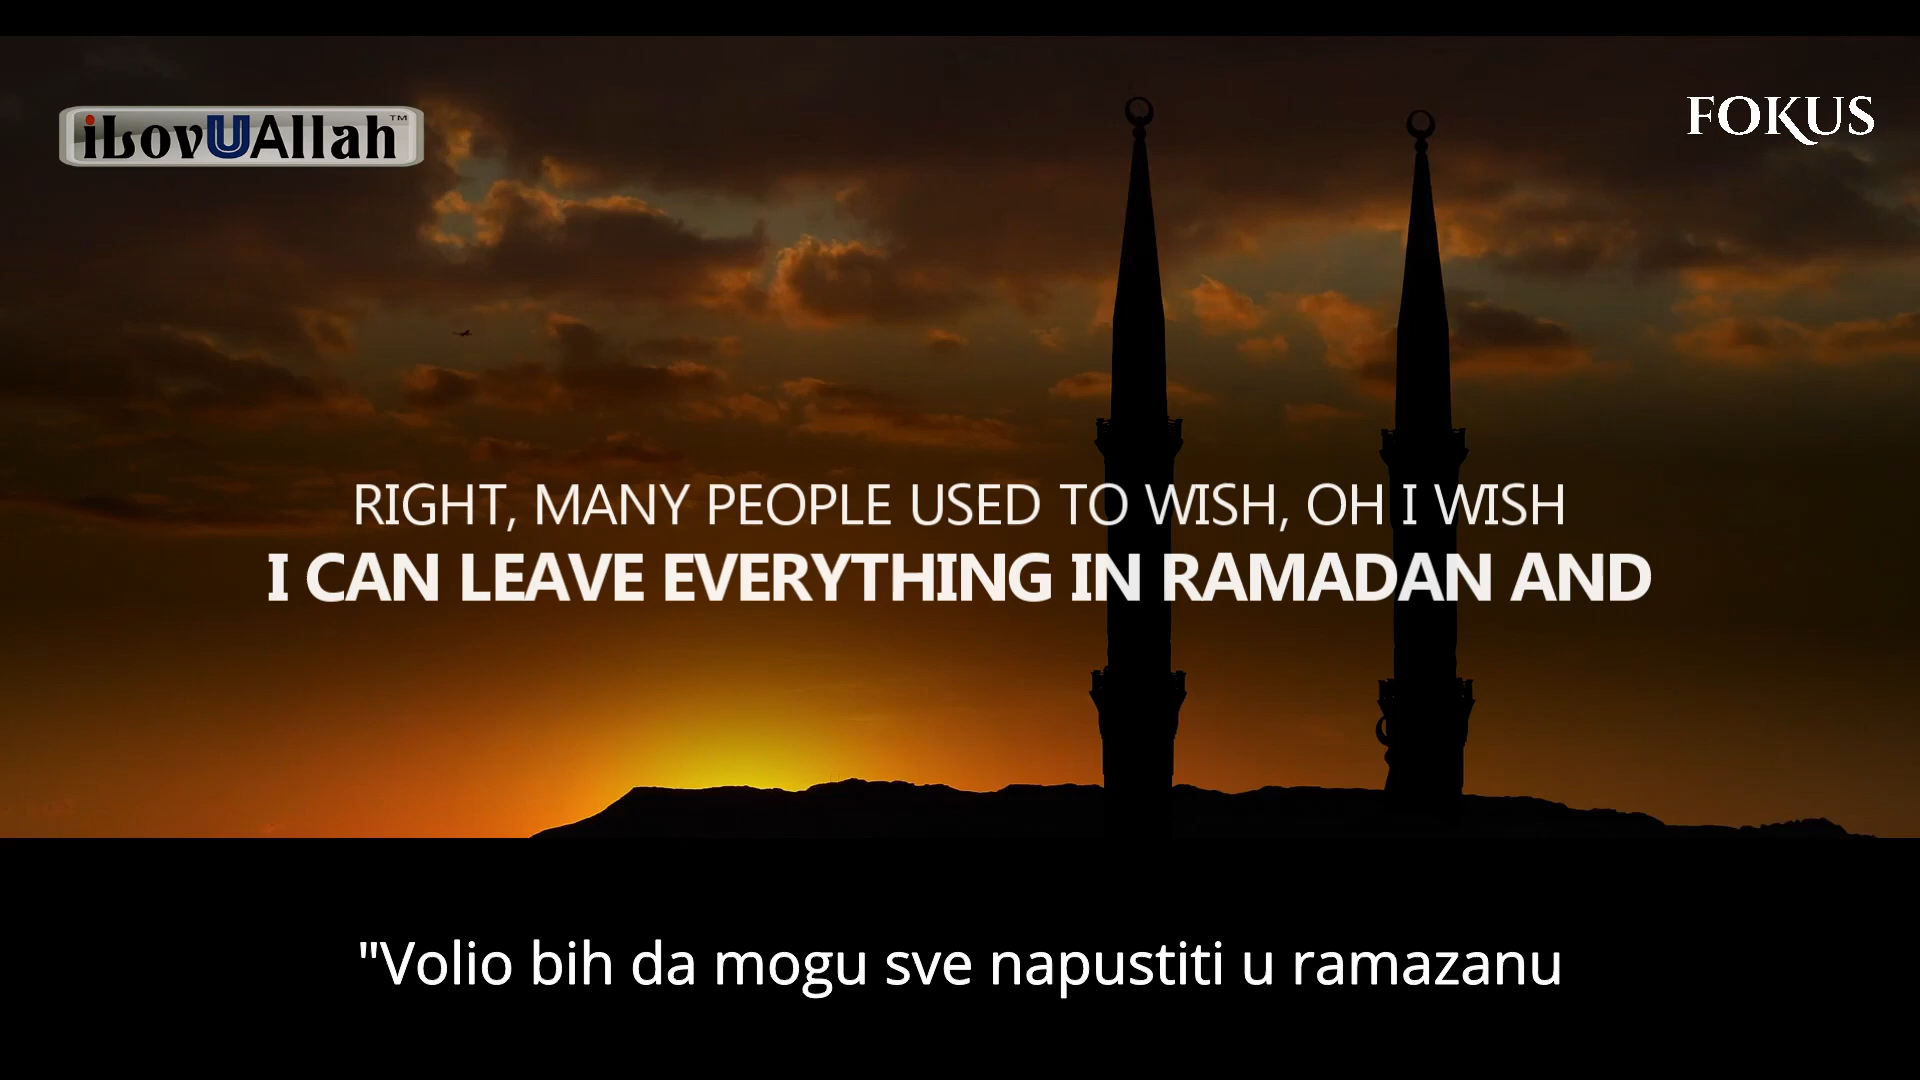 iLovUAllah™
FOKUS
RIGHT, MANY PEOPLE USED TO WISH, OH I WISH
I CAN LEAVE EVERYTHING IN RAMADAN AND
"Volio bih da mogu sve napustiti u ramazanu